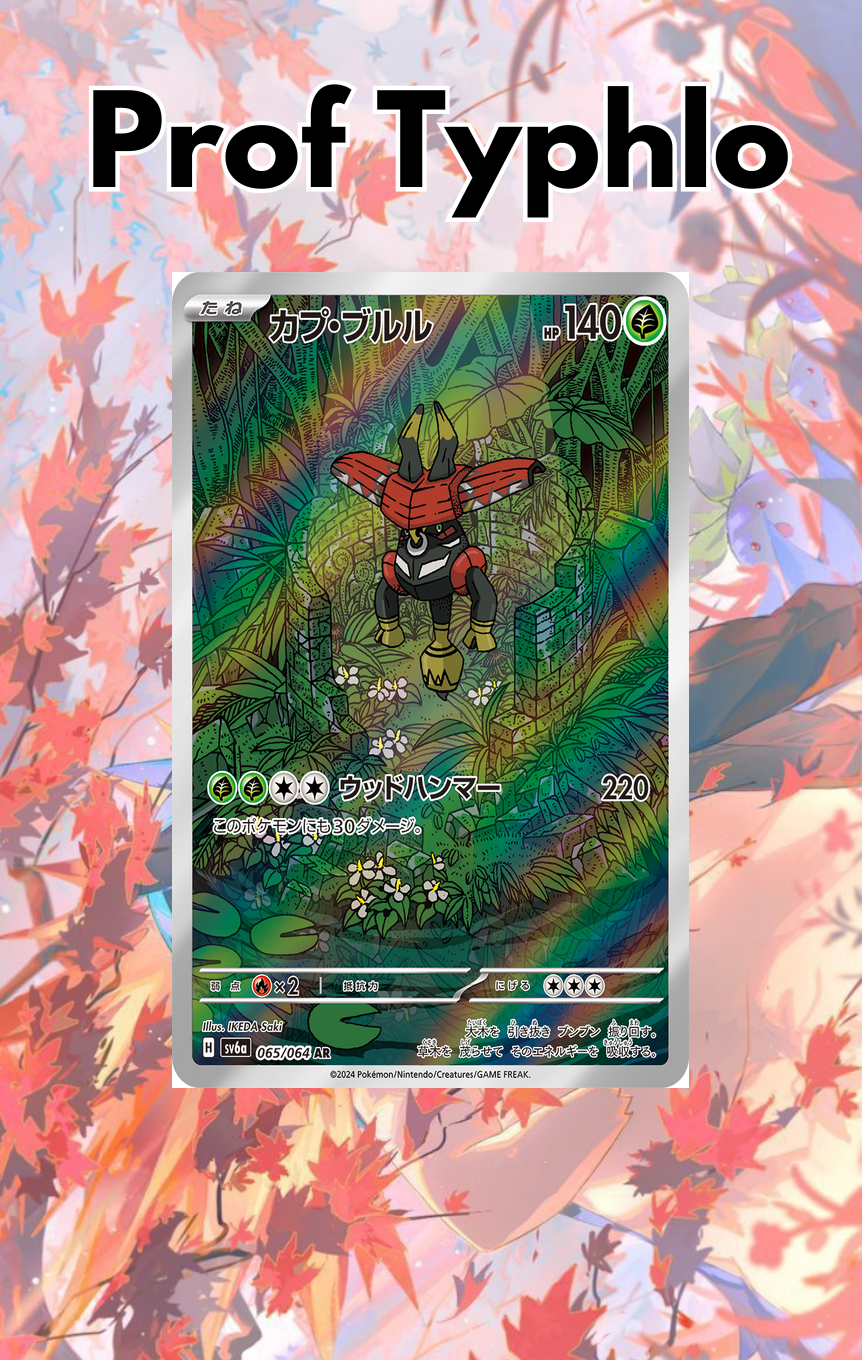 Prof Typhlo
たね カプ・ブルル HP 140
ウッドハンマー 220
このポケモンにも30ダメージ。
弱点 ×2 抵抗力 にげる
Illus. IKEDA Saki
大木を 引き抜き ブンブン 振り回す。
草木を 茂らせて そのエネルギーを 吸収する。
H sv6a 065/064 AR
©2024 Pokémon/Nintendo/Creatures/GAME FREAK.